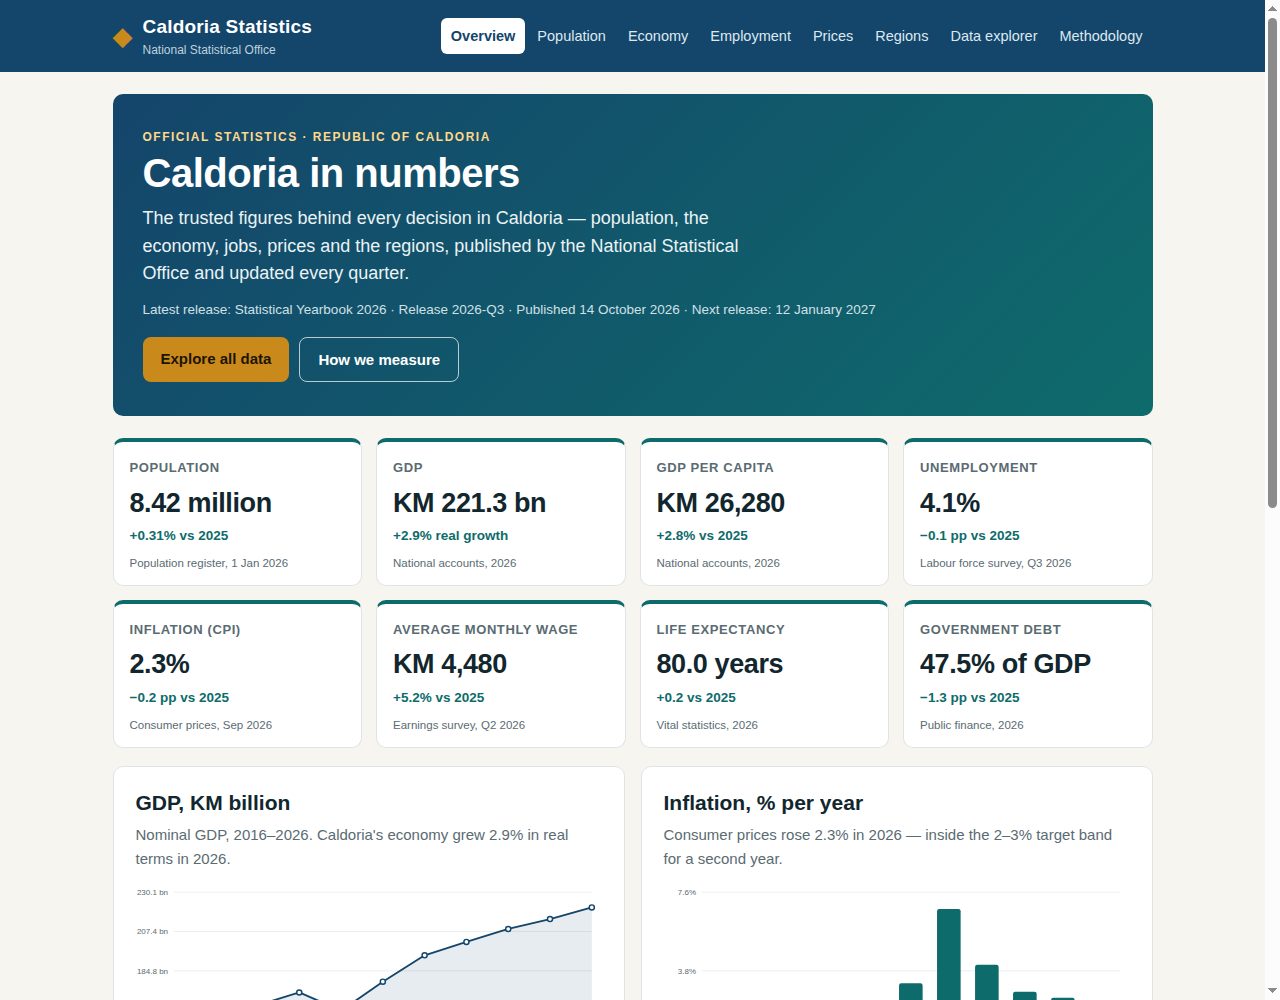 Caldoria Statistics
National Statistical Office
Overview Population Economy Employment Prices Regions Data explorer Methodology
OFFICIAL STATISTICS · REPUBLIC OF CALDORIA
Caldoria in numbers
The trusted figures behind every decision in Caldoria — population, the
economy, jobs, prices and the regions, published by the National Statistical
Office and updated every quarter.
Latest release: Statistical Yearbook 2026 · Release 2026-Q3 · Published 14 October 2026 · Next release: 12 January 2027
Explore all data
How we measure
POPULATION
8.42 million
+0.31% vs 2025
Population register, 1 Jan 2026
GDP
KM 221.3 bn
+2.9% real growth
National accounts, 2026
GDP PER CAPITA
KM 26,280
+2.8% vs 2025
National accounts, 2026
UNEMPLOYMENT
4.1%
−0.1 pp vs 2025
Labour force survey, Q3 2026
INFLATION (CPI)
2.3%
−0.2 pp vs 2025
Consumer prices, Sep 2026
AVERAGE MONTHLY WAGE
KM 4,480
+5.2% vs 2025
Earnings survey, Q2 2026
LIFE EXPECTANCY
80.0 years
+0.2 vs 2025
Vital statistics, 2026
GOVERNMENT DEBT
47.5% of GDP
−1.3 pp vs 2025
Public finance, 2026
GDP, KM billion
Nominal GDP, 2016–2026. Caldoria's economy grew 2.9% in real
terms in 2026.
230.1 bn
207.4 bn
184.8 bn
Inflation, % per year
Consumer prices rose 2.3% in 2026 — inside the 2–3% target band
for a second year.
7.6%
3.8%